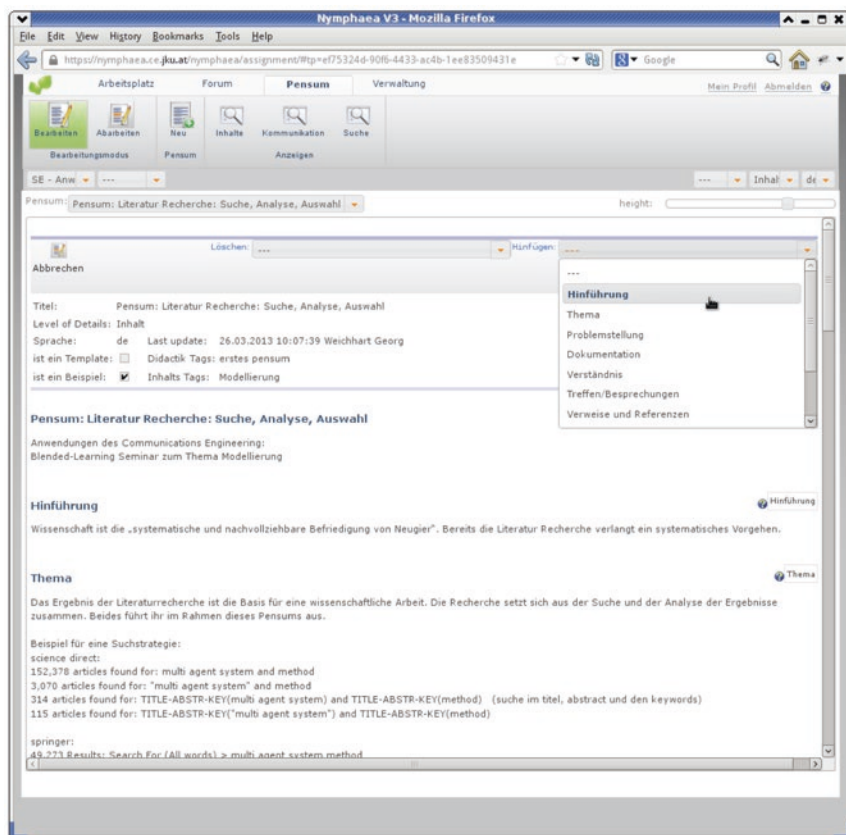 Nymphaea V3 - Mozilla Firefox
File Edit View History Bookmarks Tools Help
https://nymphaea.ce.jku.at/nymphaea/assignment/#tp=ef75324d-90f6-4433-ac4b-1ee83509431e Google
Arbeitsplatz Forum Pensum Verwaltung Mein Profil Abmelden
Bearbeiten Abarbeiten Neu Inhalte Kommunikation Suche
Bearbeitungsmodus Pensum Anzeigen
SE - Anw --- --- Inhal de
Pensum: Pensum: Literatur Recherche: Suche, Analyse, Auswahl height:
Löschen: --- Hinfügen: ---
Abbrechen
---
Hinführung
Thema
Problemstellung
Dokumentation
Verständnis
Treffen/Besprechungen
Verweise und Referenzen
Titel: Pensum: Literatur Recherche: Suche, Analyse, Auswahl
Level of Details: Inhalt
Sprache: de Last update: 26.03.2013 10:07:39 Weichhart Georg
ist ein Template: Didactik Tags: erstes pensum
ist ein Beispiel: Inhalts Tags: Modellierung
Pensum: Literatur Recherche: Suche, Analyse, Auswahl
Anwendungen des Communications Engineering:
Blended-Learning Seminar zum Thema Modellierung
Hinführung Hinführung
Wissenschaft ist die „systematische und nachvollziehbare Befriedigung von Neugier". Bereits die Literatur Recherche verlangt ein systematisches Vorgehen.
Thema Thema
Das Ergebnis der Literaturrecherche ist die Basis für eine wissenschaftliche Arbeit. Die Recherche setzt sich aus der Suche und der Analyse der Ergebnisse
zusammen. Beides führt ihr im Rahmen dieses Pensums aus.
Beispiel für eine Suchstrategie:
science direct:
152,378 articles found for: multi agent system and method
3,070 articles found for: "multi agent system" and method
314 articles found for: TITLE-ABSTR-KEY(multi agent system) and TITLE-ABSTR-KEY(method) (suche im titel, abstract und den keywords)
115 articles found for: TITLE-ABSTR-KEY("multi agent system") and TITLE-ABSTR-KEY(method)
springer:
49,273 Results: Search For (All words) > multi agent system method